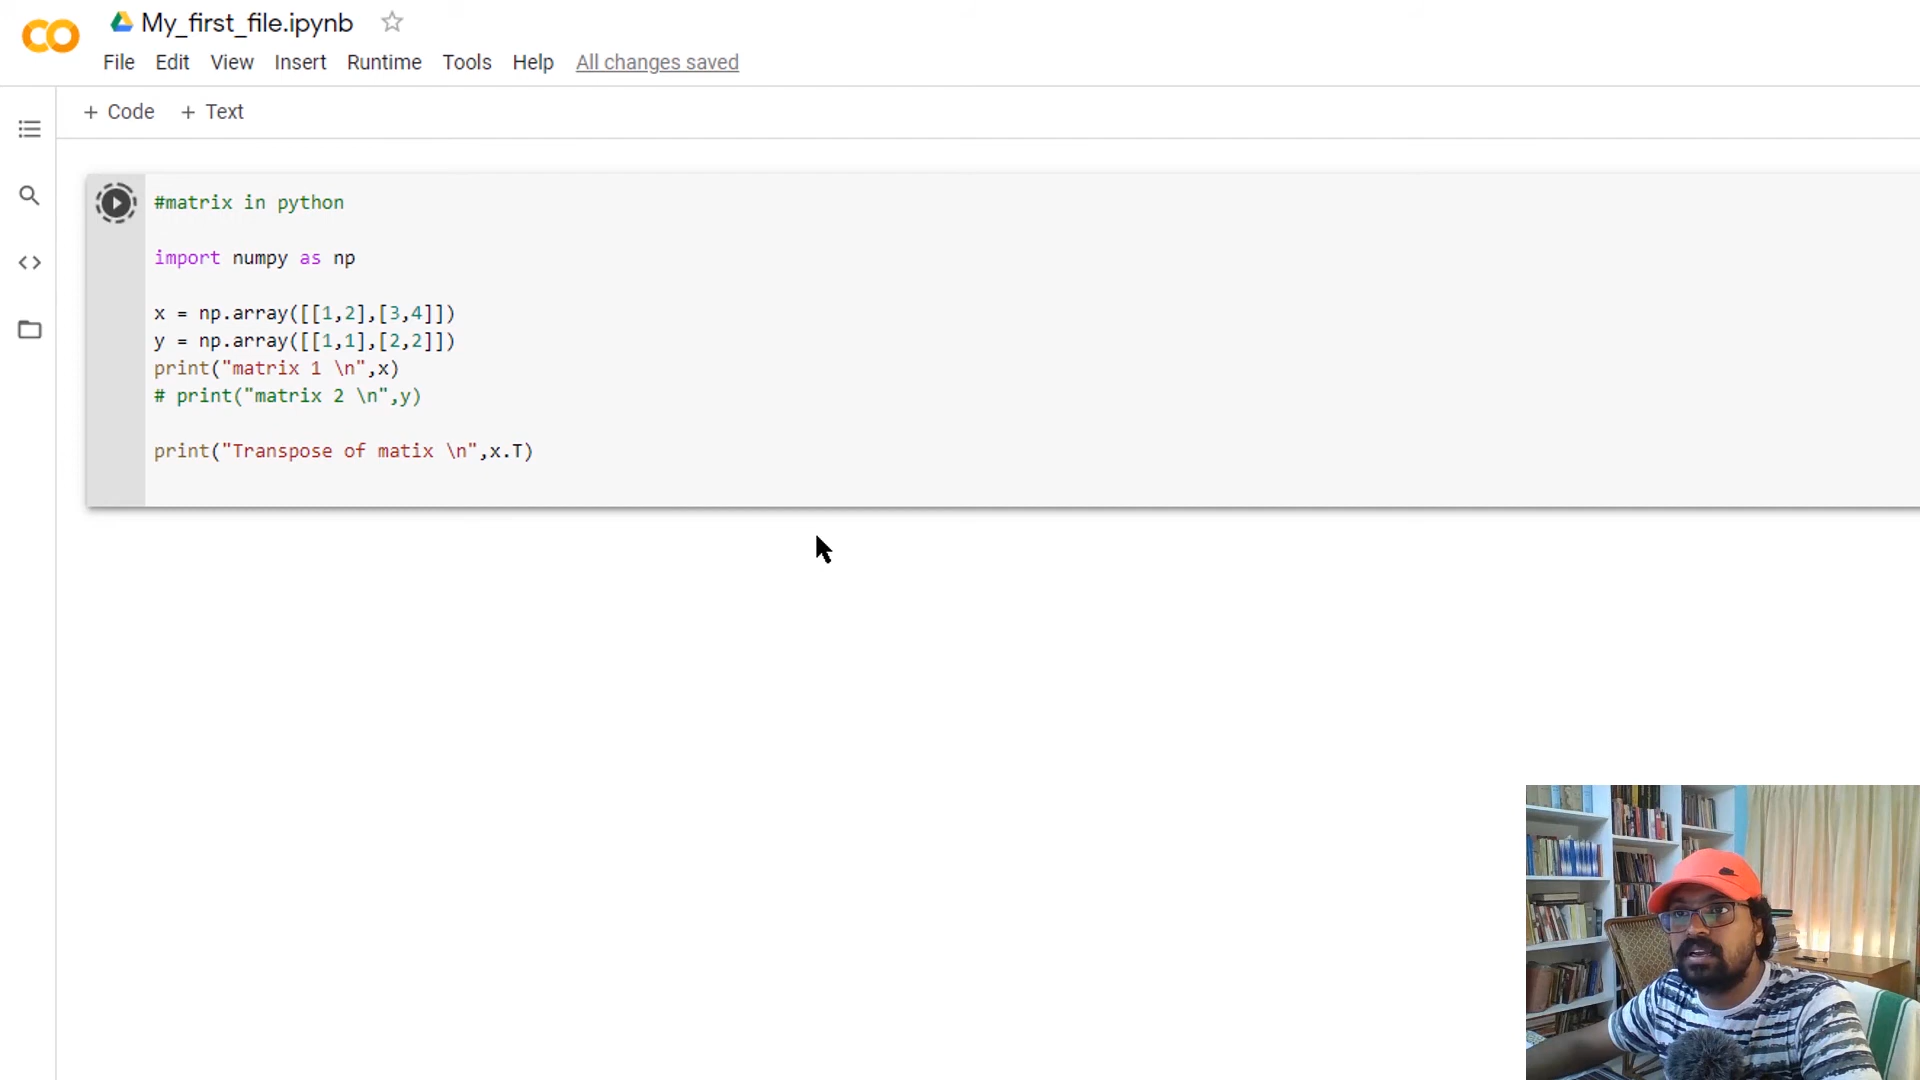 My_first_file.ipynb
File Edit View Insert Runtime Tools Help All changes saved
+ Code + Text
#matrix in python
import numpy as np
x = np.array([[1,2],[3,4]])
y = np.array([[1,1],[2,2]])
print("matrix 1 \n",x)
# print("matrix 2 \n",y)
print("Transpose of matix \n",x.T)